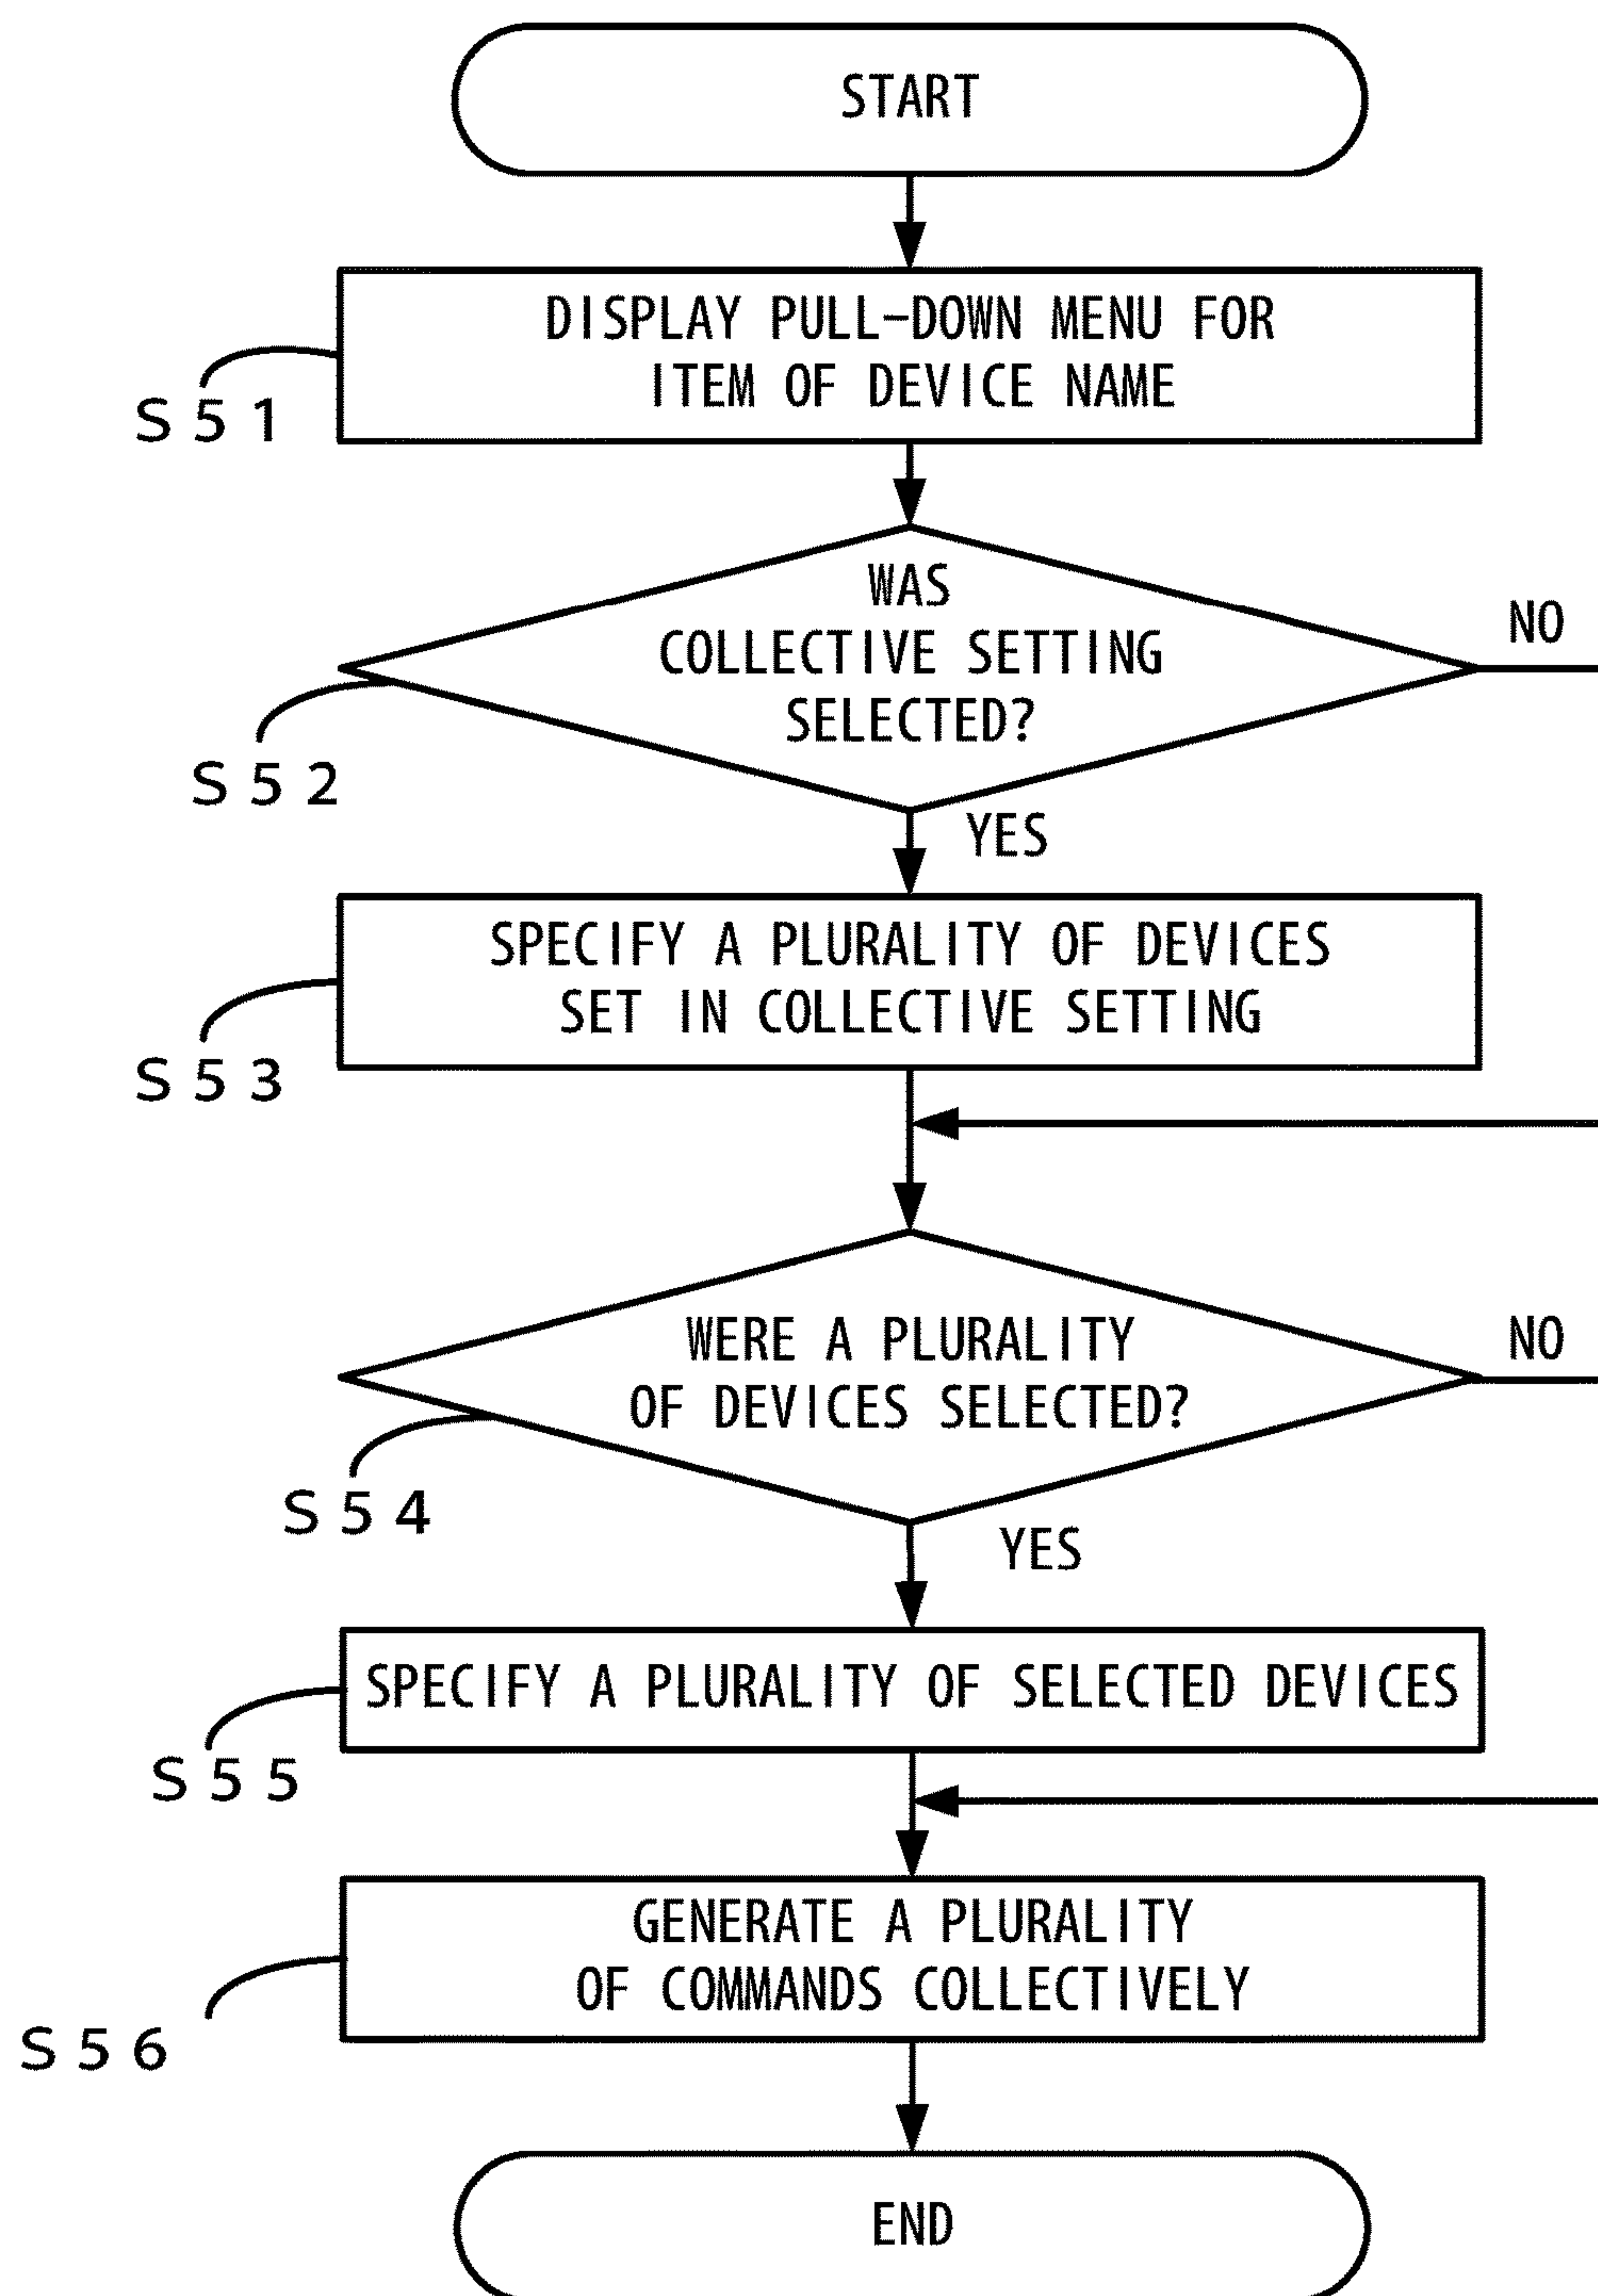 START
DISPLAY PULL-DOWN MENU FOR
ITEM OF DEVICE NAME
S51
WAS
COLLECTIVE SETTING
SELECTED?
NO
S52
YES
SPECIFY A PLURALITY OF DEVICES
SET IN COLLECTIVE SETTING
S53
WERE A PLURALITY
OF DEVICES SELECTED?
NO
S54
YES
SPECIFY A PLURALITY OF SELECTED DEVICES
S55
GENERATE A PLURALITY
OF COMMANDS COLLECTIVELY
S56
END